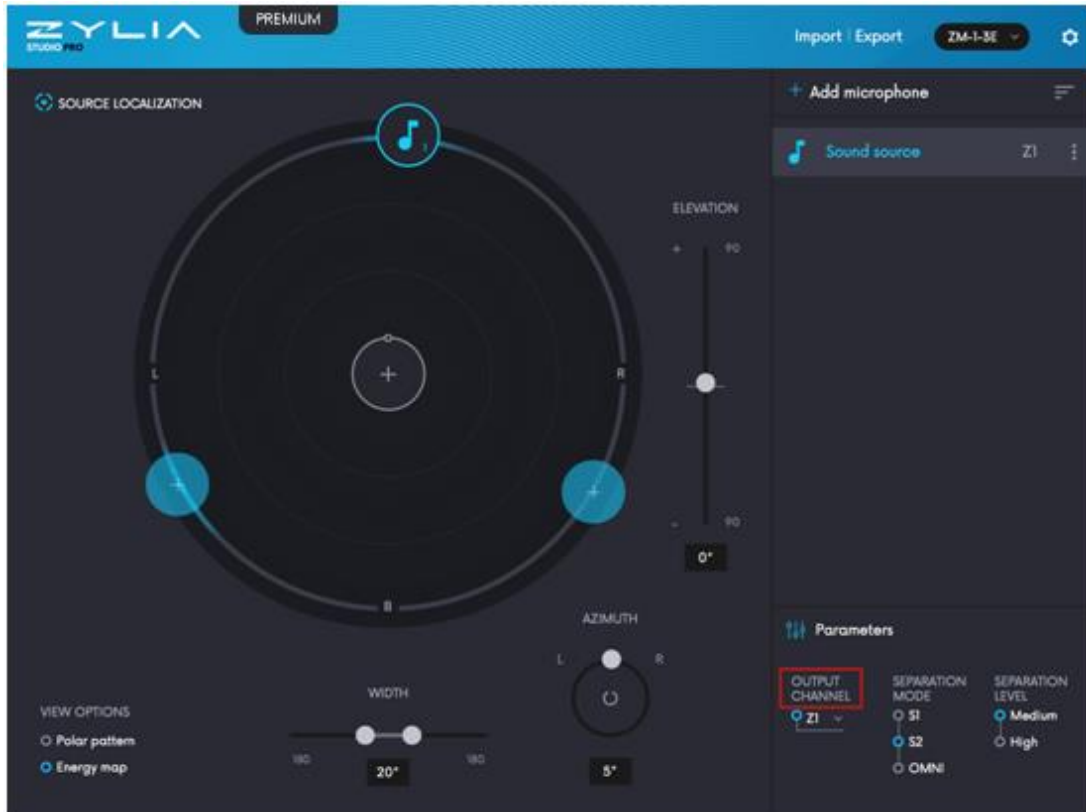 ZYLIA
STUDIO PRO
PREMIUM
Import | Export
ZM-1-3E
SOURCE LOCALIZATION
+ Add microphone
1
Sound source Z1
ELEVATION
+ 90
L R
- 90
0°
B
AZIMUTH
L R
5°
WIDTH
180 180
20°
VIEW OPTIONS
Polar pattern
Energy map
Parameters
OUTPUT
CHANNEL
Z1
SEPARATION
MODE
S1
S2
OMNI
SEPARATION
LEVEL
Medium
High